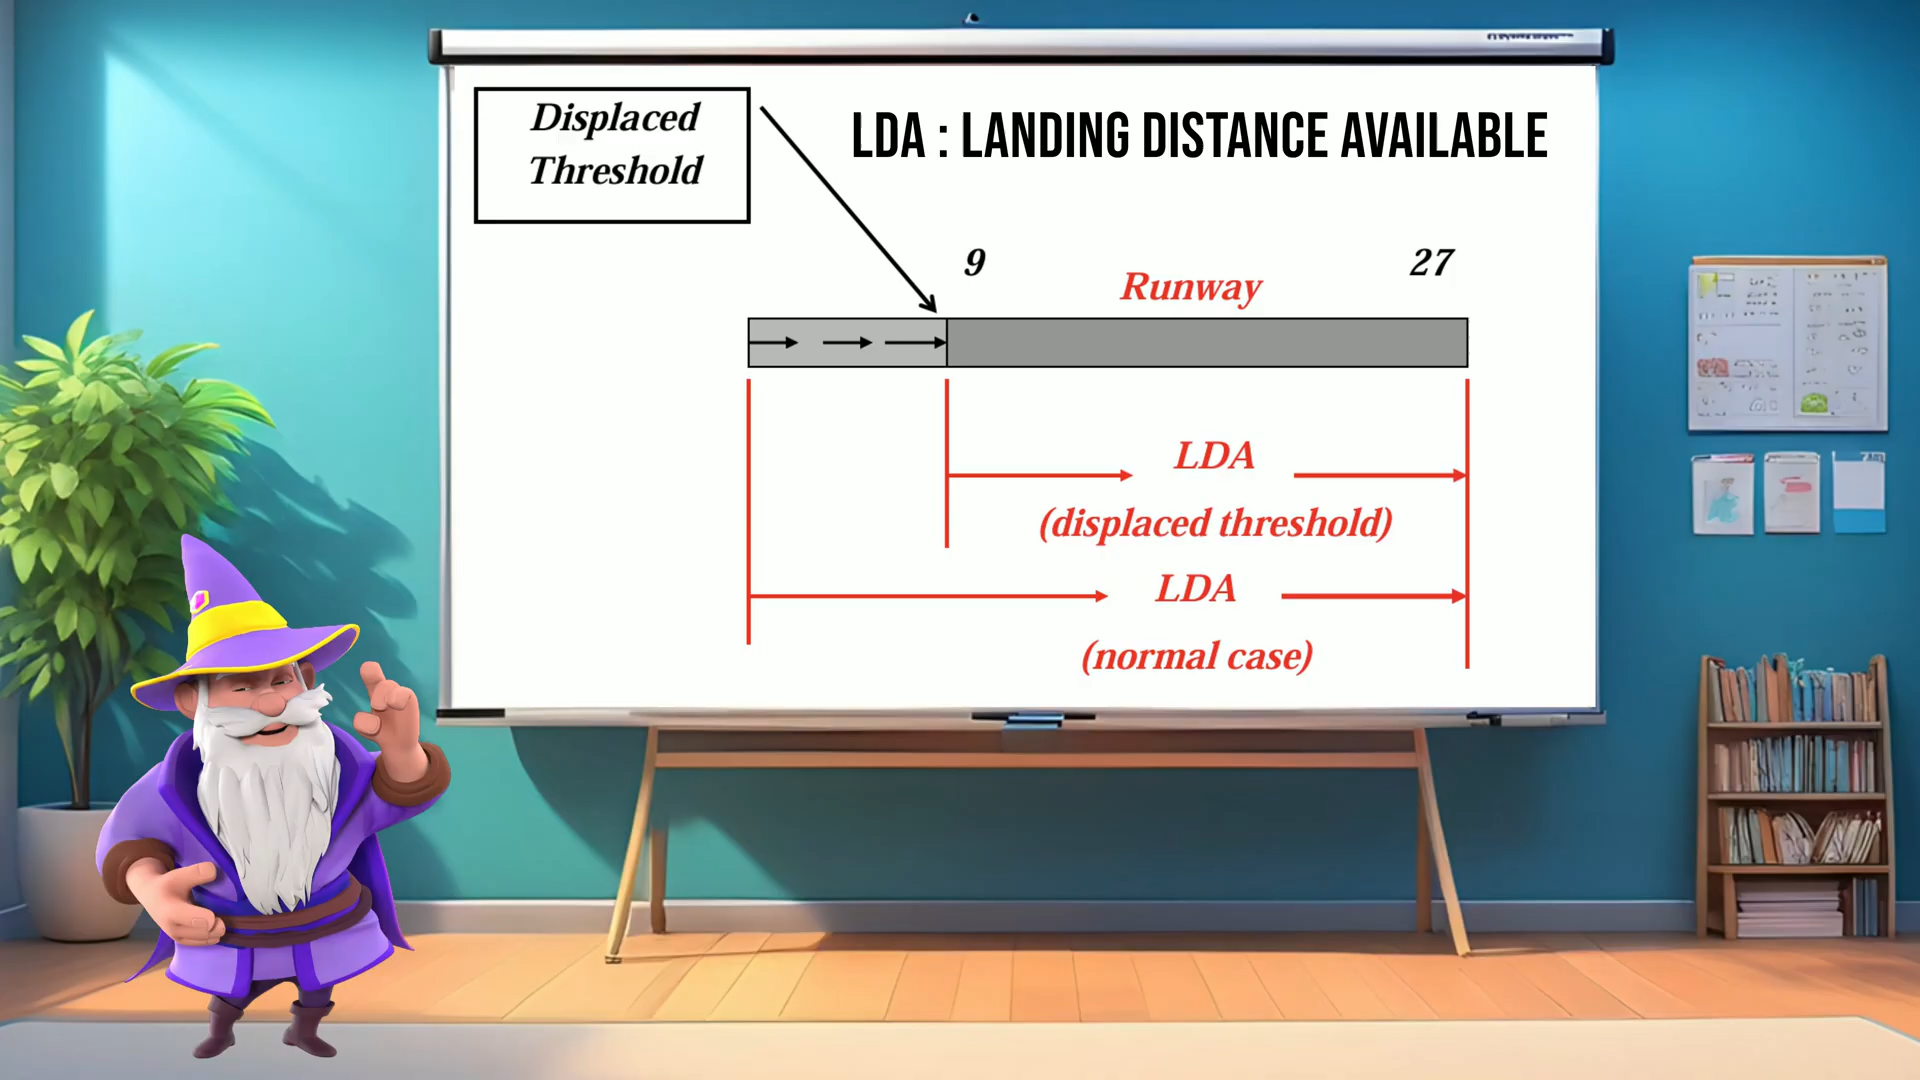 Displaced
Threshold
LDA : LANDING DISTANCE AVAILABLE
9
27
Runway
LDA
(displaced threshold)
LDA
(normal case)